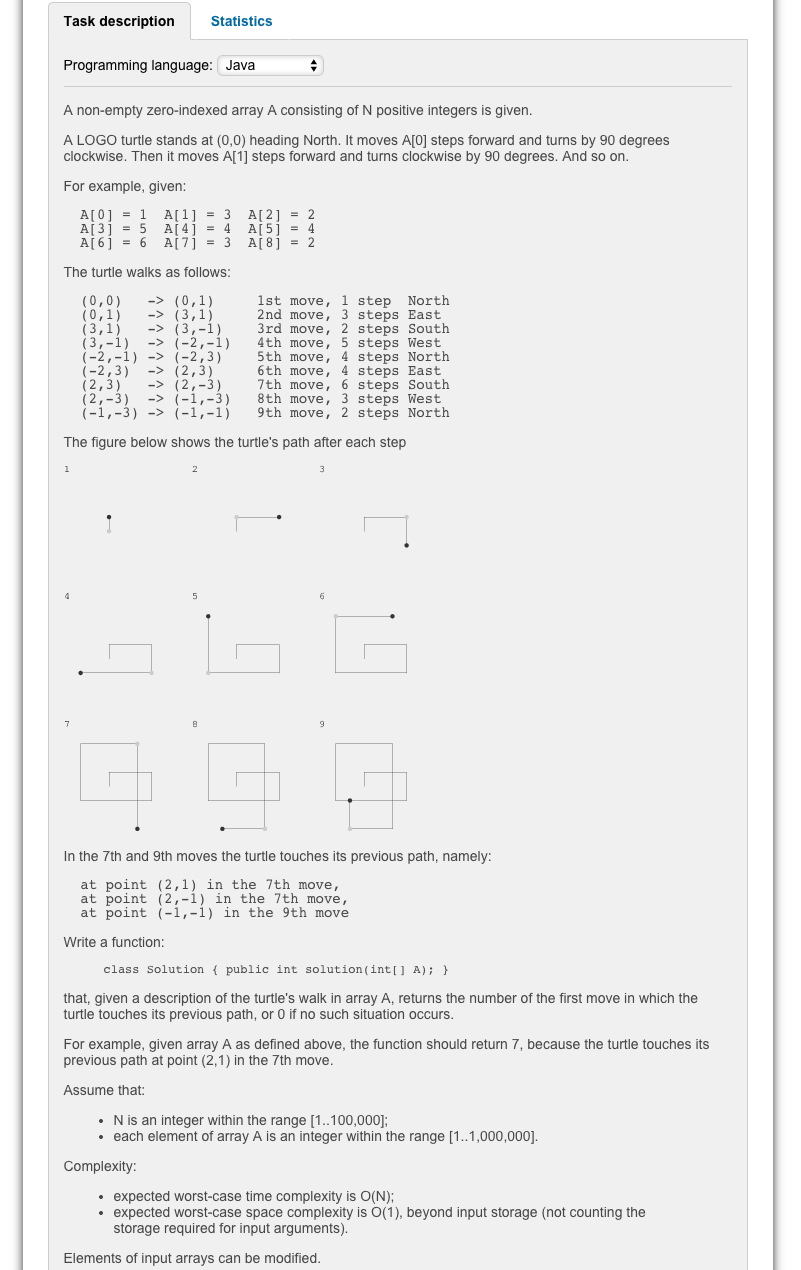 Task description
Statistics
Programming language: Java
A non-empty zero-indexed array A consisting of N positive integers is given.
A LOGO turtle stands at (0,0) heading North. It moves A[0] steps forward and turns by 90 degrees
clockwise. Then it moves A[1] steps forward and turns clockwise by 90 degrees. And so on.
For example, given:
A[0] = 1  A[1] = 3  A[2] = 2
A[3] = 5  A[4] = 4  A[5] = 4
A[6] = 6  A[7] = 3  A[8] = 2
The turtle walks as follows:
(0,0)   -> (0,1)     1st move, 1 step  North
(0,1)   -> (3,1)     2nd move, 3 steps East
(3,1)   -> (3,-1)    3rd move, 2 steps South
(3,-1)  -> (-2,-1)   4th move, 5 steps West
(-2,-1) -> (-2,3)    5th move, 4 steps North
(-2,3)  -> (2,3)     6th move, 4 steps East
(2,3)   -> (2,-3)    7th move, 6 steps South
(2,-3)  -> (-1,-3)   8th move, 3 steps West
(-1,-3) -> (-1,-1)   9th move, 2 steps North
The figure below shows the turtle's path after each step
1 2 3
4 5 6
7 8 9
In the 7th and 9th moves the turtle touches its previous path, namely:
at point (2,1) in the 7th move,
at point (2,-1) in the 7th move,
at point (-1,-1) in the 9th move
Write a function:
class Solution { public int solution(int[] A); }
that, given a description of the turtle's walk in array A, returns the number of the first move in which the
turtle touches its previous path, or 0 if no such situation occurs.
For example, given array A as defined above, the function should return 7, because the turtle touches its
previous path at point (2,1) in the 7th move.
Assume that:
• N is an integer within the range [1..100,000];
• each element of array A is an integer within the range [1..1,000,000].
Complexity:
• expected worst-case time complexity is O(N);
• expected worst-case space complexity is O(1), beyond input storage (not counting the
storage required for input arguments).
Elements of input arrays can be modified.